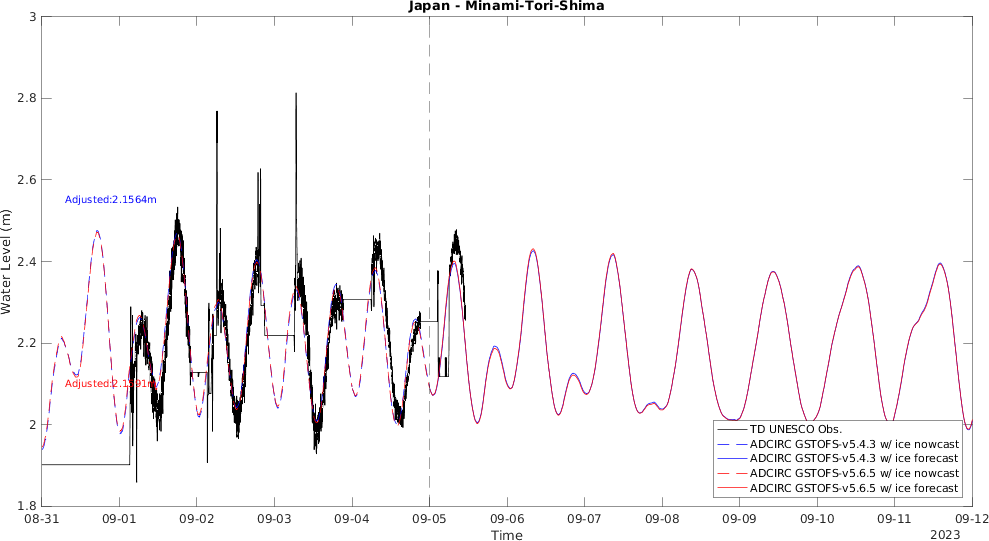 Japan - Minami-Tori-Shima
Water Level (m)
3
2.8
2.6
2.4
2.2
2
1.8
Adjusted:2.1564m
08-31
09-01
09-02
09-03
09-04
09-05
09-06
09-07
09-08
09-09
09-10
09-11
09-12
Time
2023
TD UNESCO Obs.
ADCIRC GSTOFS-v5.4.3 w/ ice nowcast
ADCIRC GSTOFS-v5.4.3 w/ ice forecast
ADCIRC GSTOFS-v5.6.5 w/ ice nowcast
ADCIRC GSTOFS-v5.6.5 w/ ice forecast